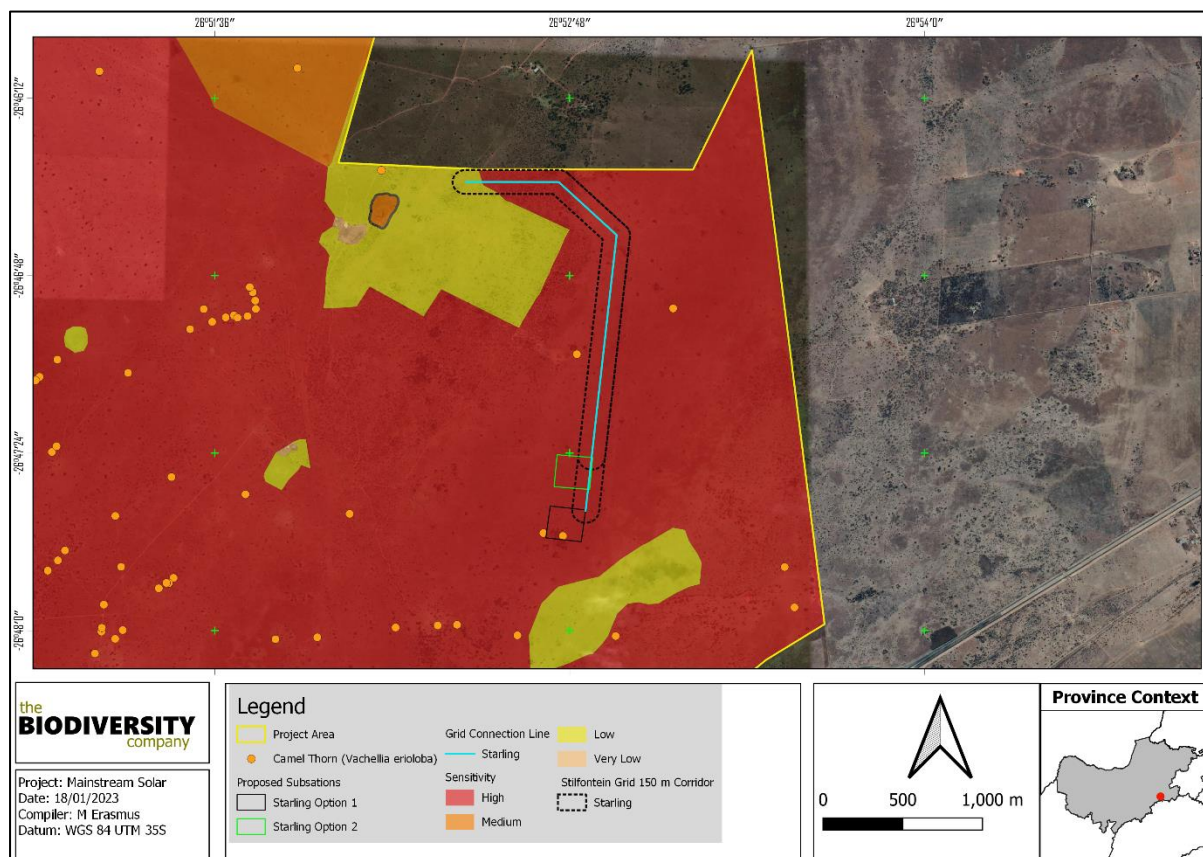 26°51'36" 26°52'48" 26°54'0"
-26°46'12"
-26°46'48"
-26°47'24"
-26°48'0"
the
BIODIVERSITY
company
Project: Mainstream Solar
Date: 18/01/2023
Compiler: M Erasmus
Datum: WGS 84 UTM 35S
Legend
Project Area
Camel Thorn (Vachellia erioloba)
Proposed Subsations
Starling Option 1
Starling Option 2
Grid Connection Line
Starling
Sensitivity
High
Medium
Low
Very Low
Stilfontein Grid 150 m Corridor
Starling
0 500 1,000 m
Province Context